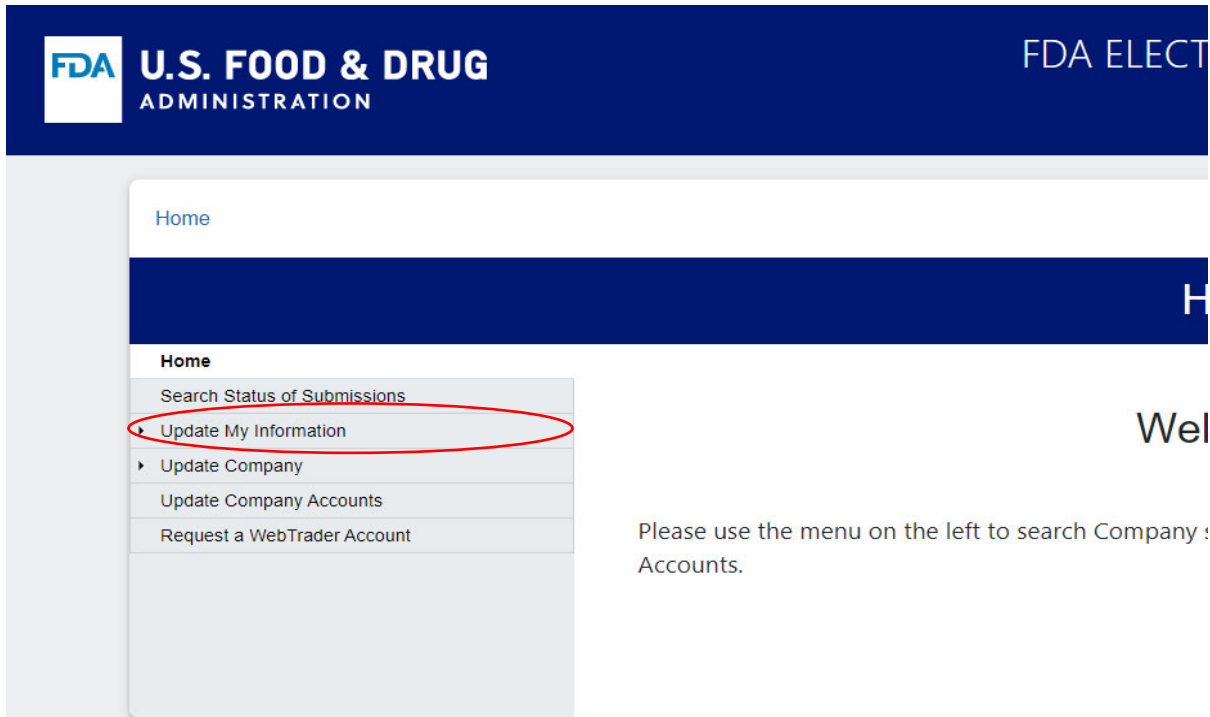 FDA U.S. FOOD & DRUG
ADMINISTRATION
FDA ELECT
Home
H
Home
Search Status of Submissions
Update My Information
Update Company
Update Company Accounts
Request a WebTrader Account
Wel
Please use the menu on the left to search Company s
Accounts.